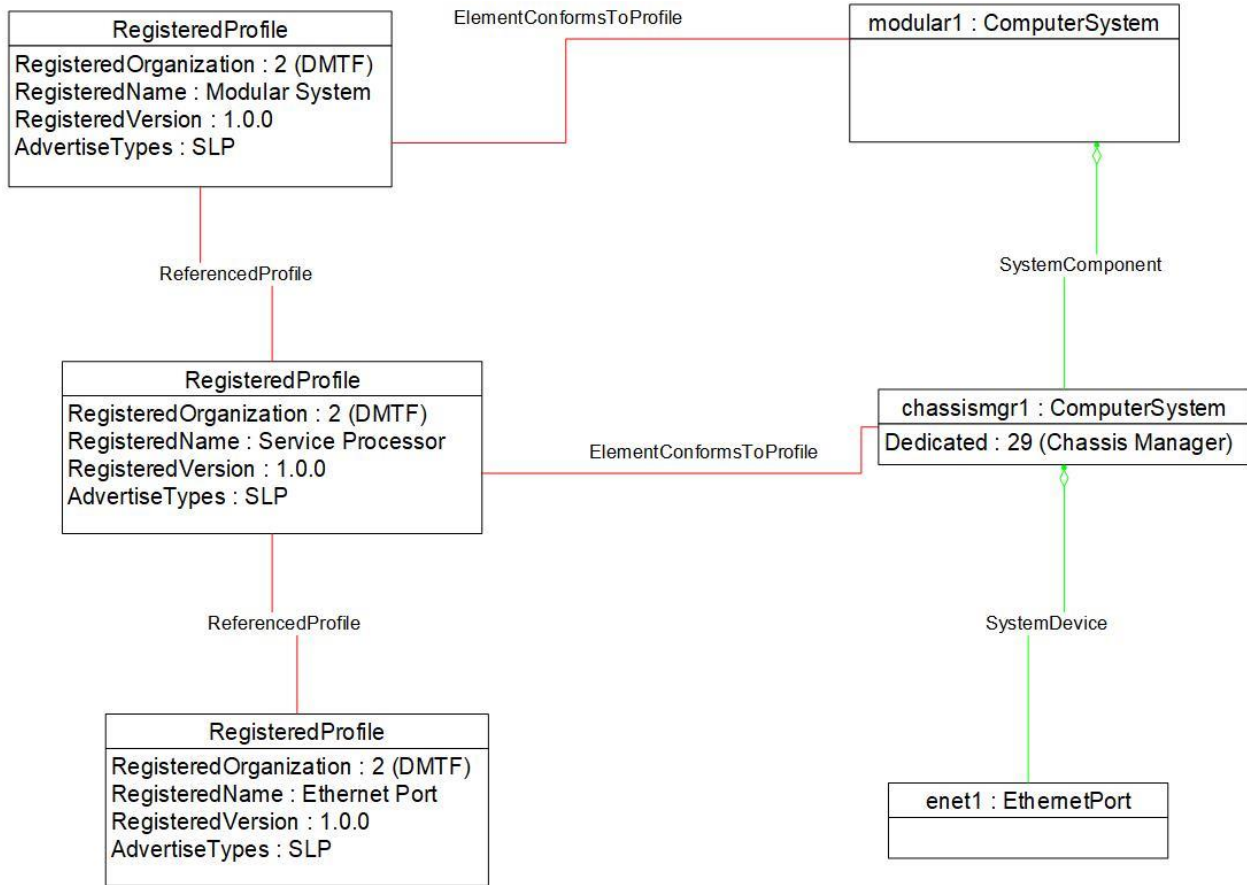 ElementConformsToProfile
RegisteredProfile
RegisteredOrganization : 2 (DMTF)
RegisteredName : Modular System
RegisteredVersion : 1.0.0
AdvertiseTypes : SLP
modular1 : ComputerSystem
ReferencedProfile
SystemComponent
RegisteredProfile
RegisteredOrganization : 2 (DMTF)
RegisteredName : Service Processor
RegisteredVersion : 1.0.0
AdvertiseTypes : SLP
ElementConformsToProfile
chassismgr1 : ComputerSystem
Dedicated : 29 (Chassis Manager)
ReferencedProfile
SystemDevice
RegisteredProfile
RegisteredOrganization : 2 (DMTF)
RegisteredName : Ethernet Port
RegisteredVersion : 1.0.0
AdvertiseTypes : SLP
enet1 : EthernetPort